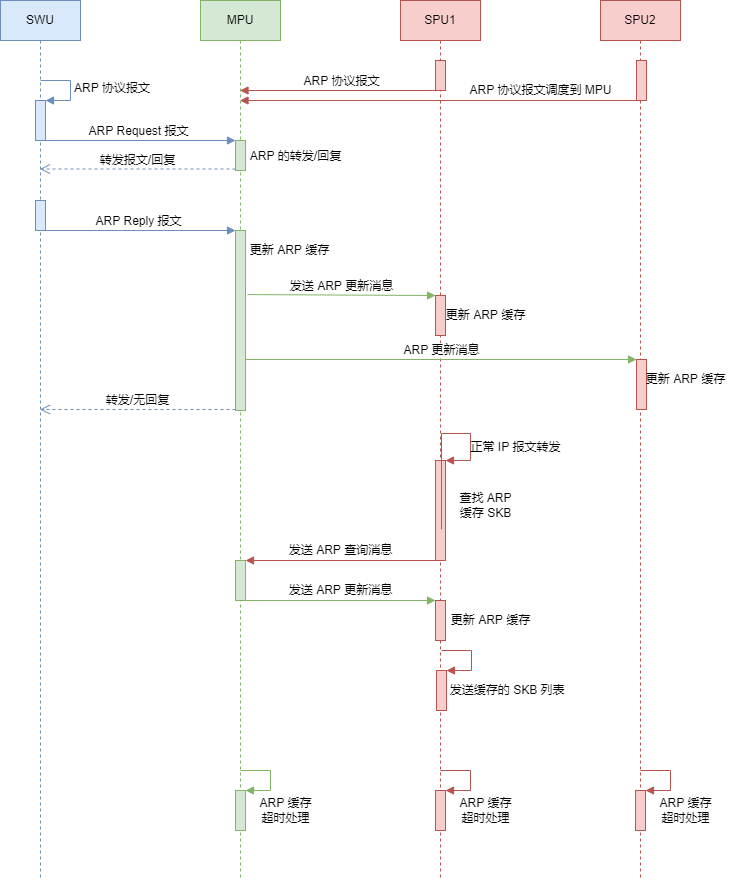 SWU
MPU
SPU1
SPU2
ARP 协议报文
ARP 协议报文
ARP 协议报文调度到 MPU
ARP Request 报文
转发报文/回复
ARP 的转发/回复
ARP Reply 报文
更新 ARP 缓存
发送 ARP 更新消息
更新 ARP 缓存
ARP 更新消息
更新 ARP 缓存
转发/无回复
正常 IP 报文转发
查找 ARP
缓存 SKB
发送 ARP 查询消息
发送 ARP 更新消息
更新 ARP 缓存
发送缓存的 SKB 列表
ARP 缓存
超时处理
ARP 缓存
超时处理
ARP 缓存
超时处理